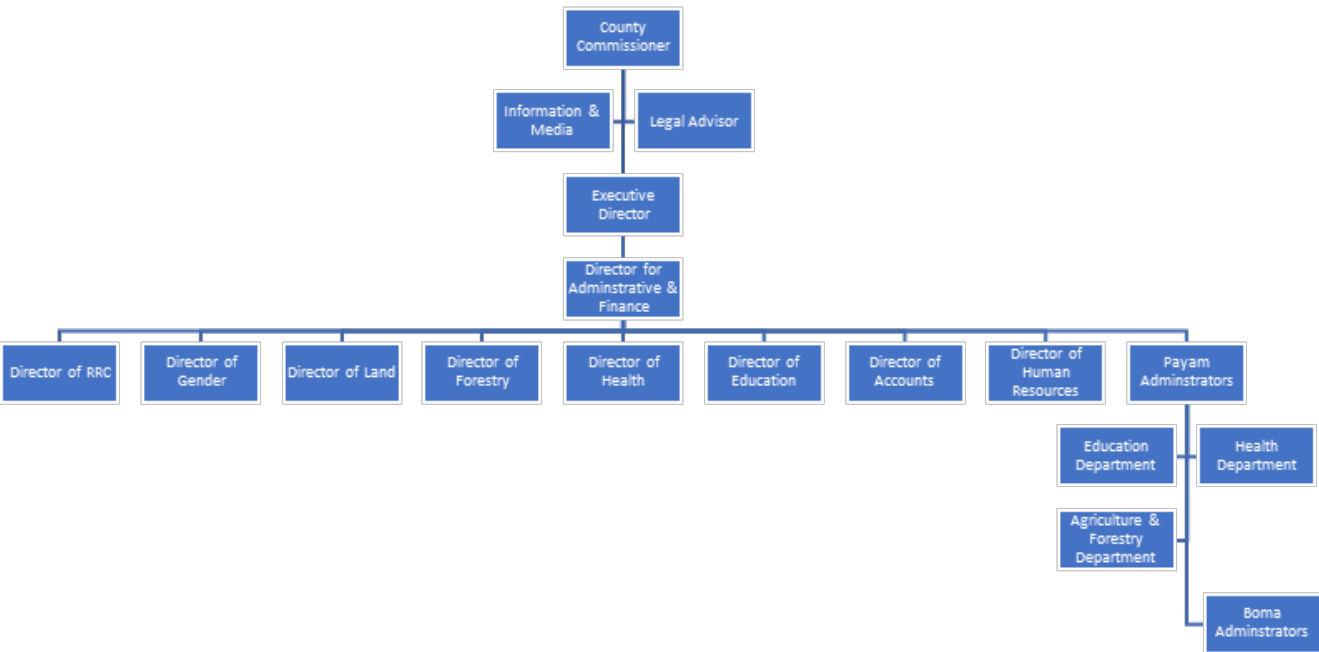 County
Commissioner
Information &
Media
Legal Advisor
Executive
Director
Director for
Adminstrative &
Finance
Director of RRC
Director of
Gender
Director of Land
Director of
Forestry
Director of
Health
Director of
Education
Director of
Accounts
Director of
Human
Resources
Payam
Adminstrators
Education
Department
Health
Department
Agriculture &
Forestry
Department
Boma
Adminstrators